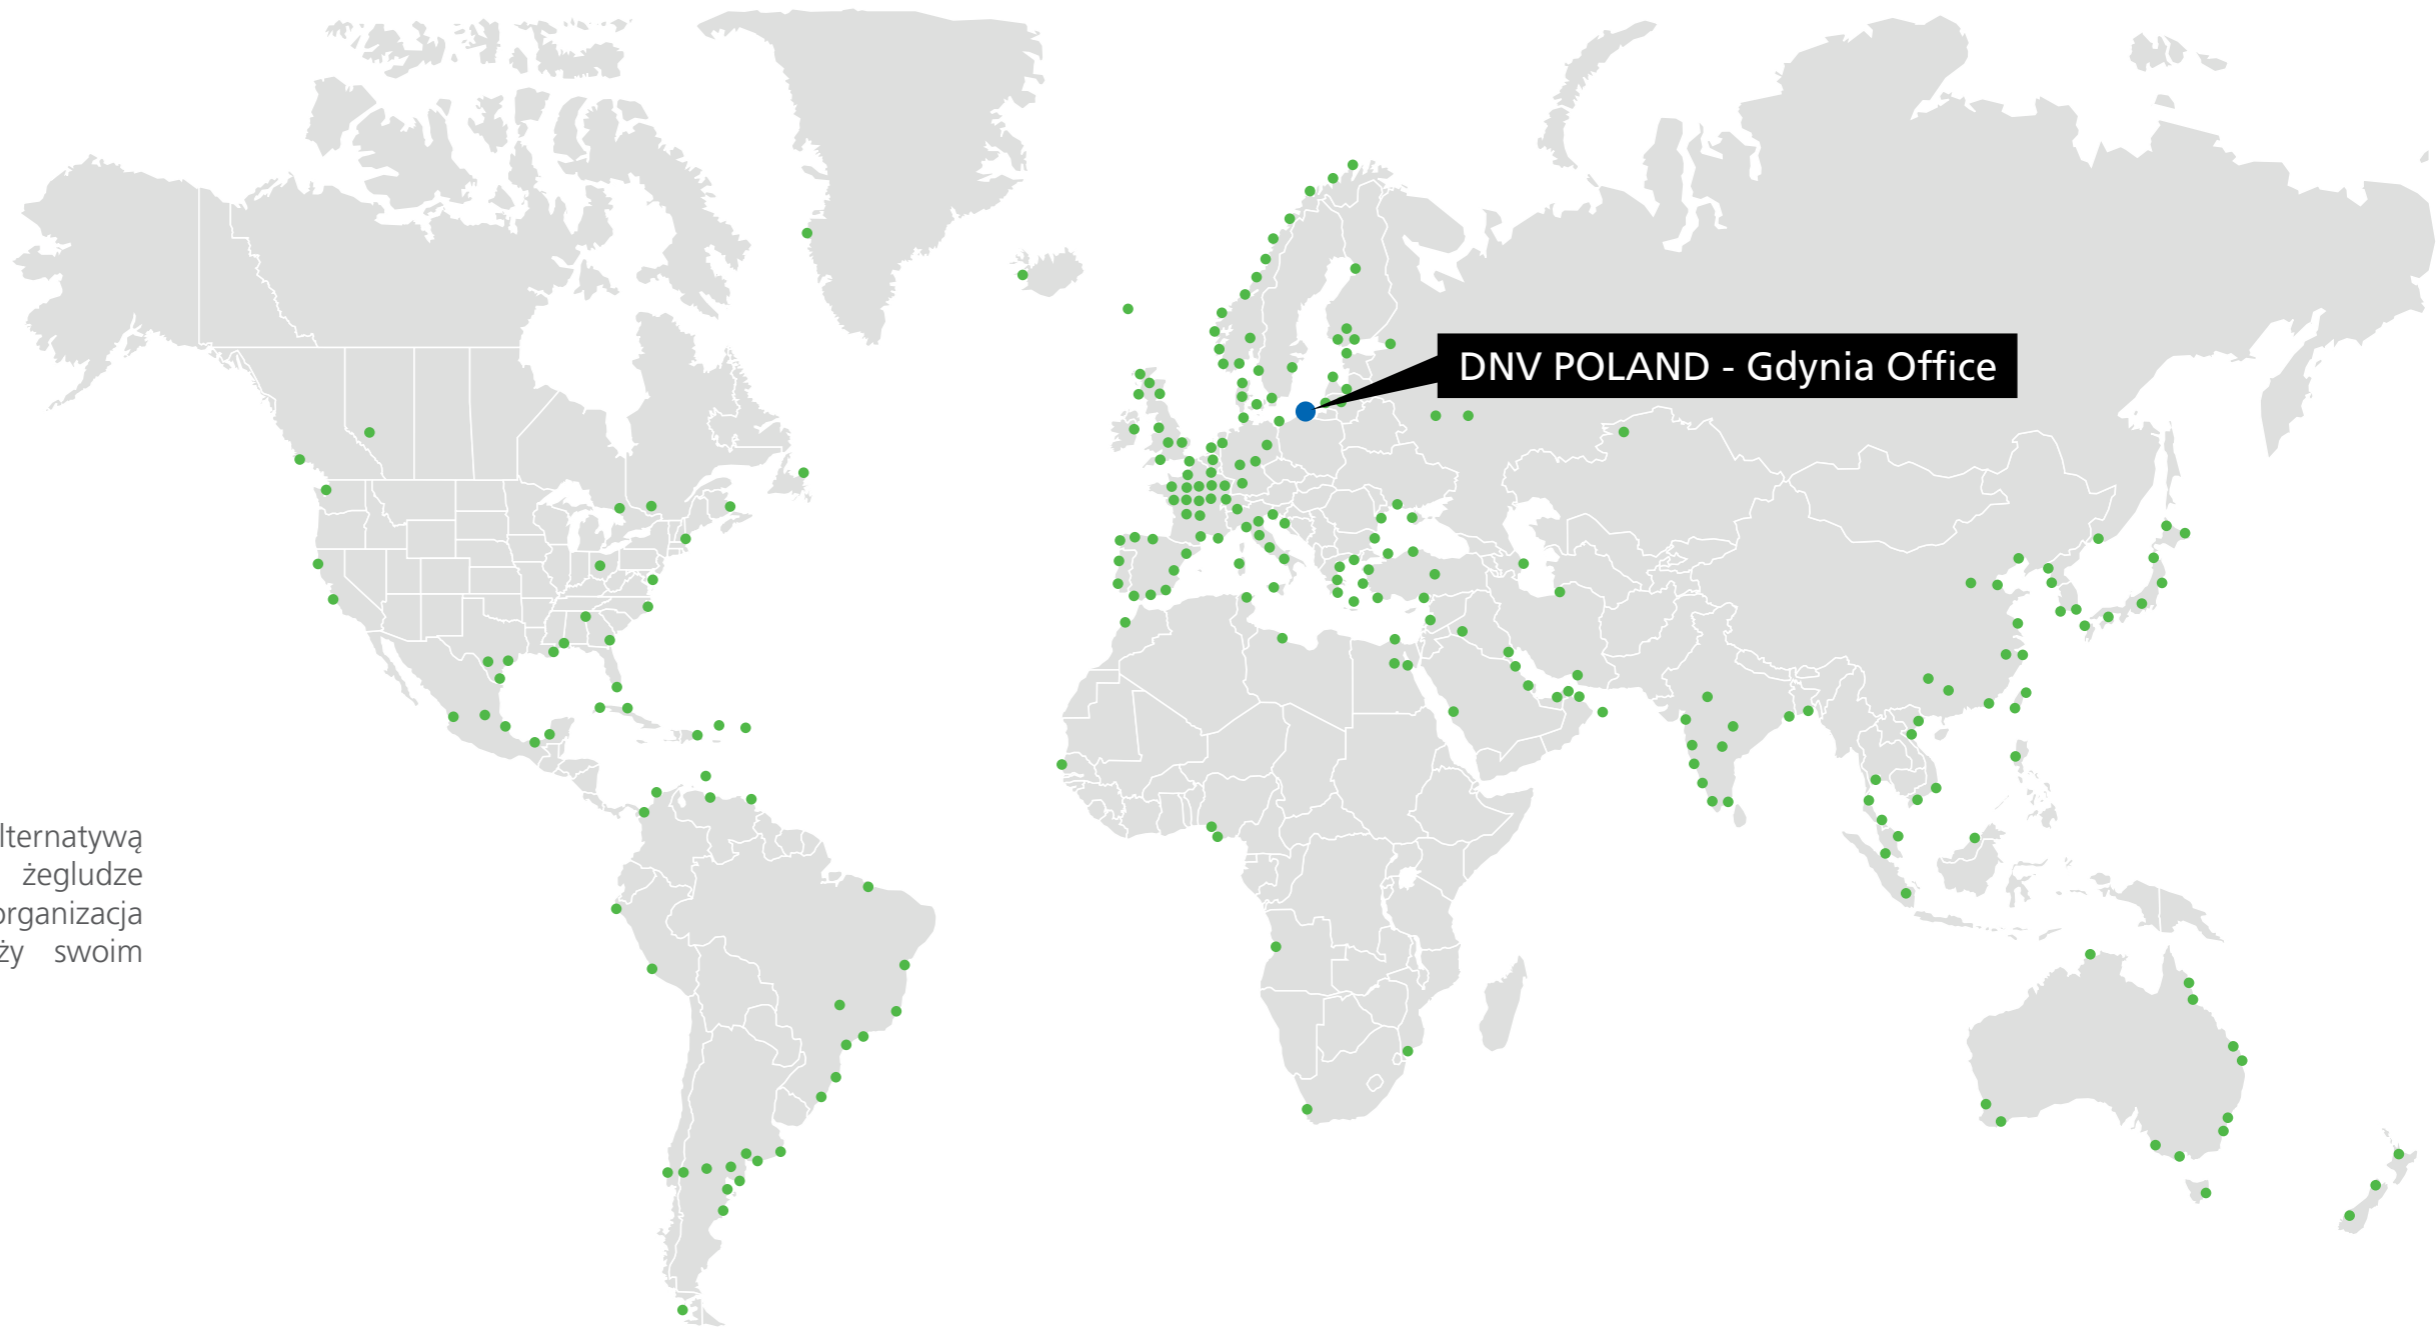 DNV POLAND - Gdynia Office
lternatywą
żegludze
organizacja
ży swoim